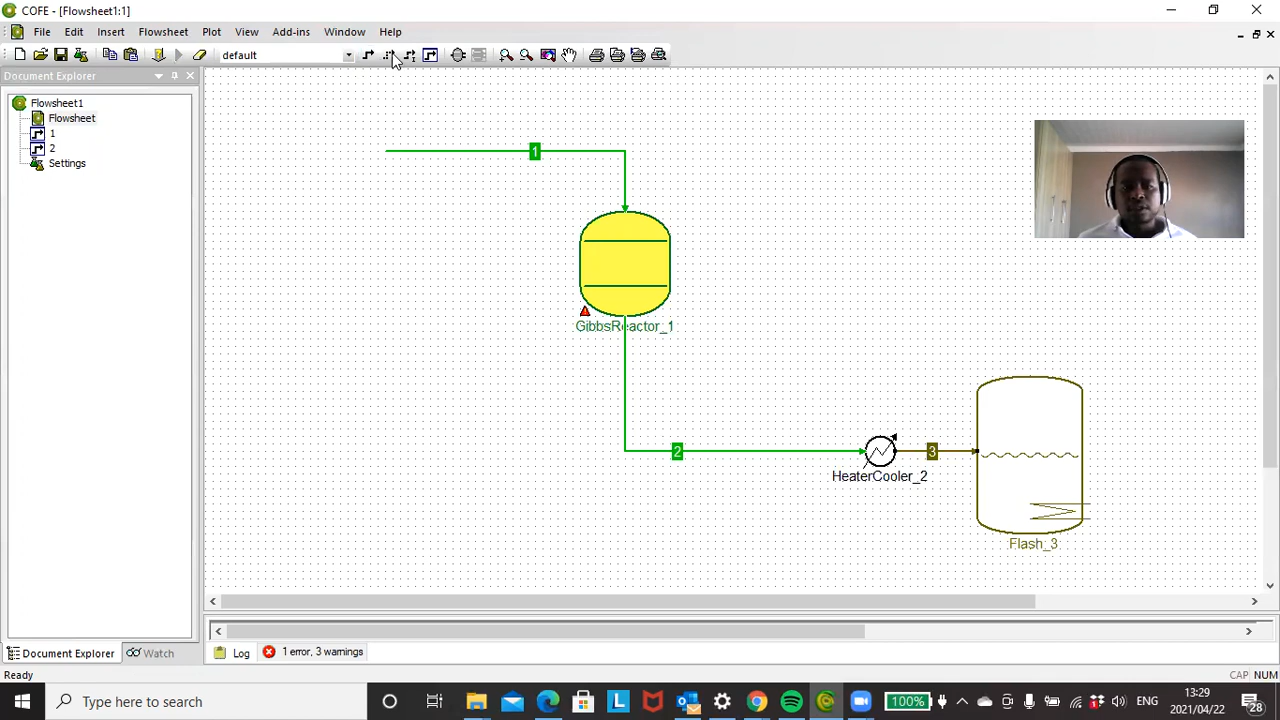 COFE - [Flowsheet1:1]
File Edit Insert Flowsheet Plot View Add-ins Window Help
default
Document Explorer
Flowsheet1
Flowsheet
1
2
Settings
1
GibbsReactor_1
2
3
HeaterCooler_2
Flash_3
Document Explorer Watch
Log 1 error, 3 warnings
Ready
CAP NUM
Type here to search
L
100%
ENG
13:29
2021/04/22
28